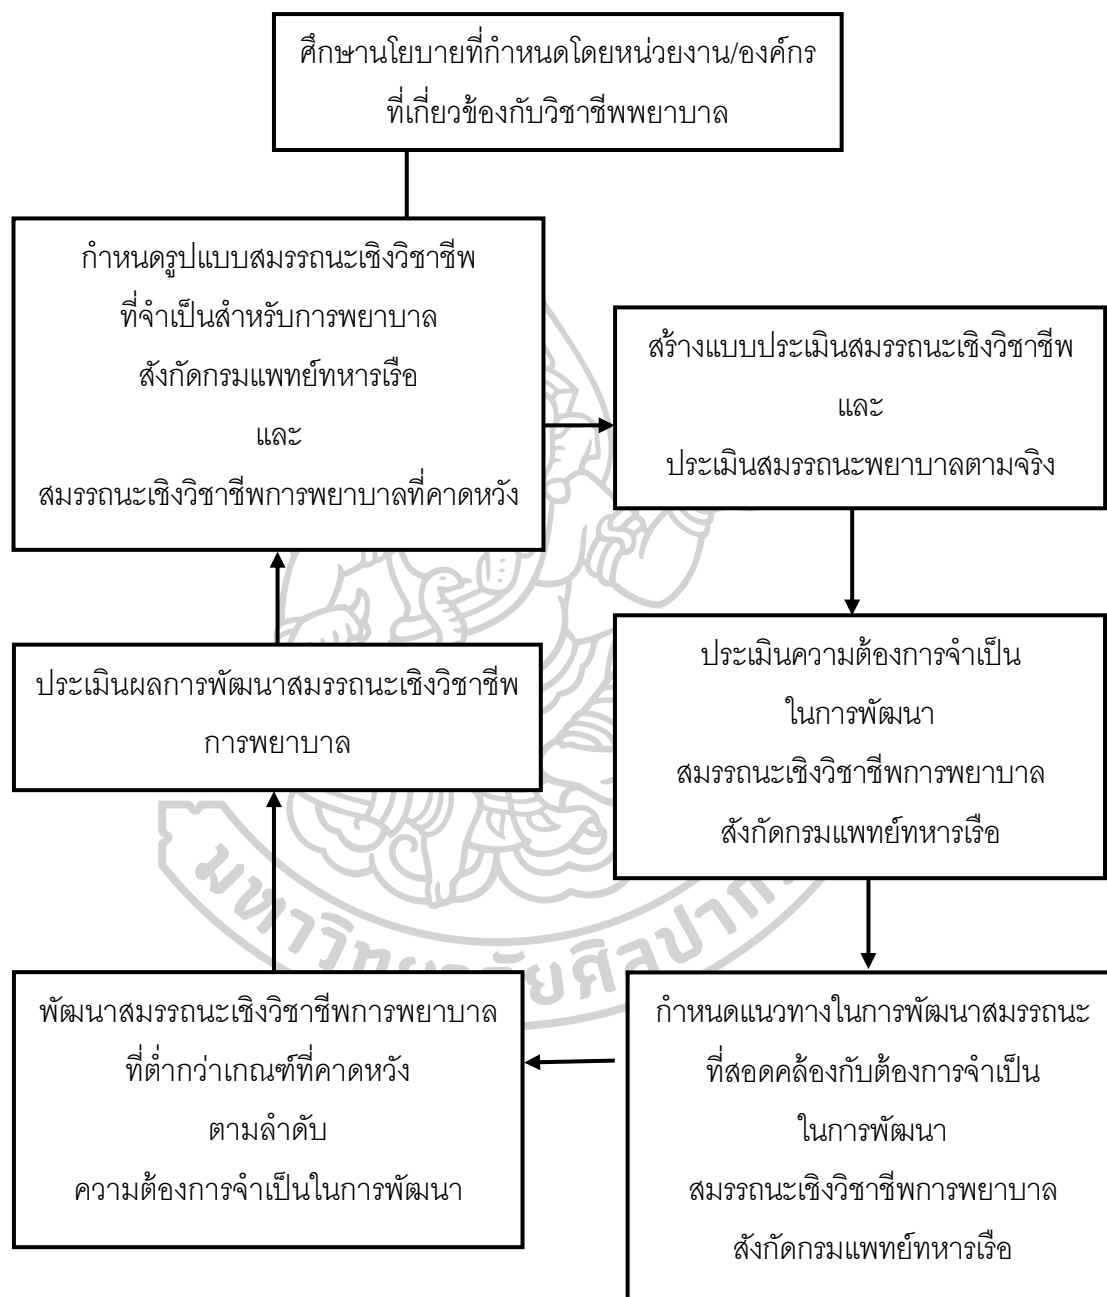 ศึกษานโยบายที่กำหนดโดยหน่วยงาน/องค์กร
ที่เกี่ยวข้องกับวิชาชีพพยาบาล
กำหนดรูปแบบสมรรถนะเชิงวิชาชีพ
ที่จำเป็นสำหรับการพยาบาล
สังกัดกรมแพทย์ทหารเรือ
และ
สมรรถนะเชิงวิชาชีพการพยาบาลที่คาดหวัง
สร้างแบบประเมินสมรรถนะเชิงวิชาชีพ
และ
ประเมินสมรรถนะพยาบาลตามจริง
ประเมินความต้องการจำเป็น
ในการพัฒนา
สมรรถนะเชิงวิชาชีพการพยาบาล
สังกัดกรมแพทย์ทหารเรือ
ประเมินผลการพัฒนาสมรรถนะเชิงวิชาชีพ
การพยาบาล
พัฒนาสมรรถนะเชิงวิชาชีพการพยาบาล
ที่ต่ำกว่าเกณฑ์ที่คาดหวัง
ตามลำดับ
ความต้องการจำเป็นในการพัฒนา
กำหนดแนวทางในการพัฒนาสมรรถนะ
ที่สอดคล้องกับต้องการจำเป็น
ในการพัฒนา
สมรรถนะเชิงวิชาชีพการพยาบาล
สังกัดกรมแพทย์ทหารเรือ